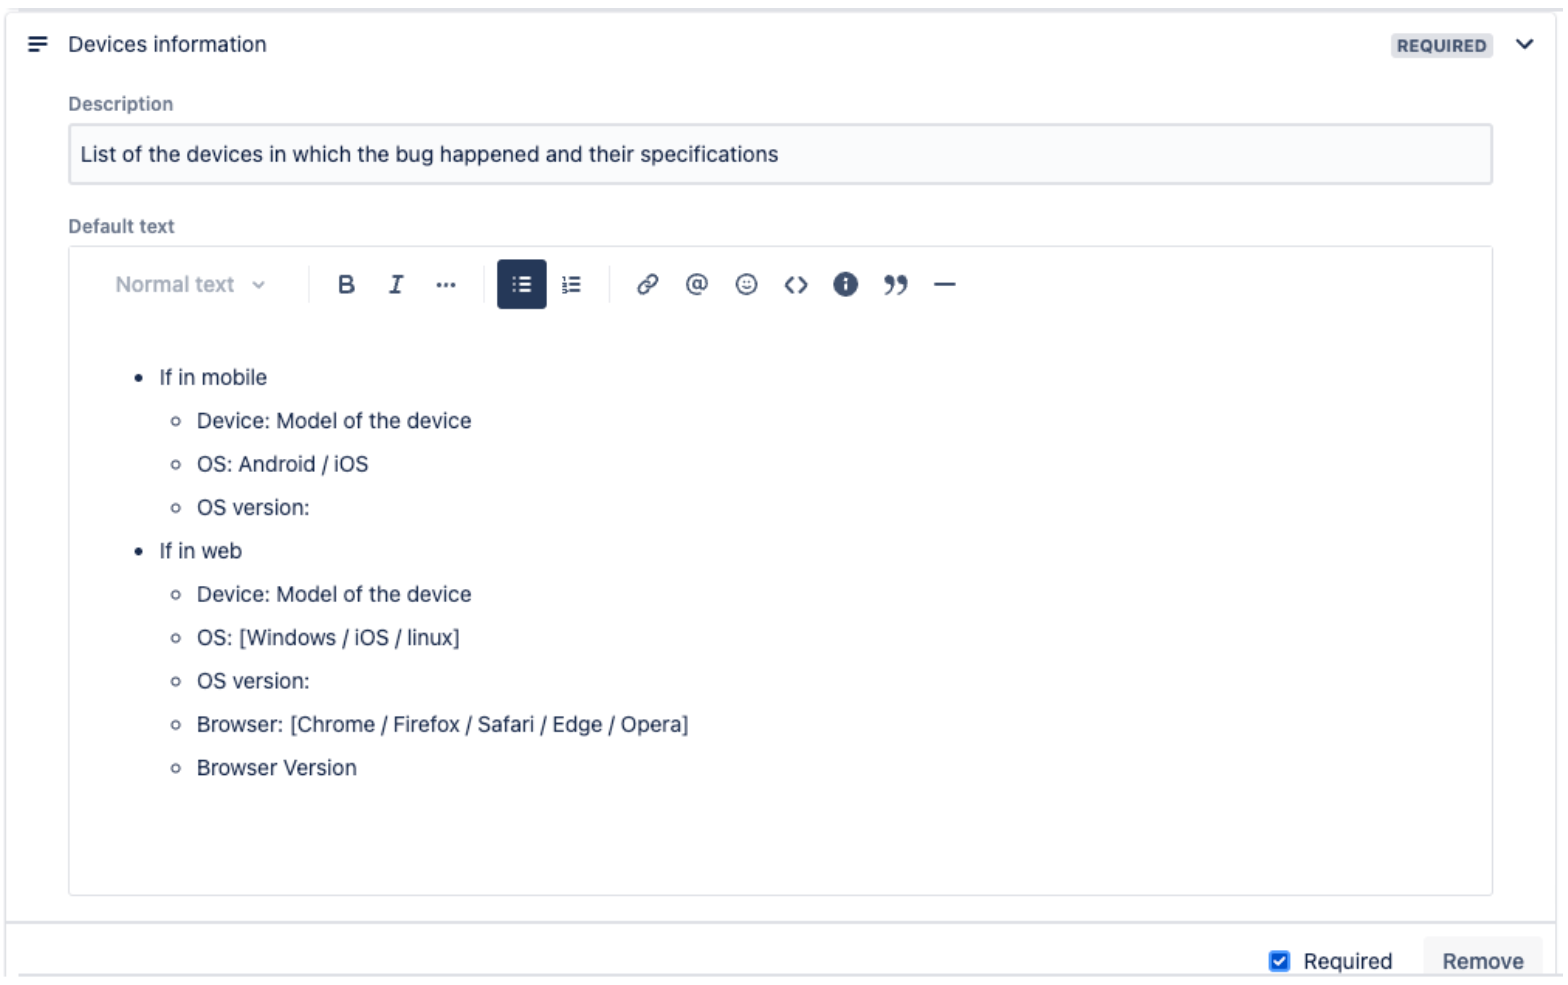 Devices information
REQUIRED
Description
List of the devices in which the bug happened and their specifications
Default text
Normal text
If in mobile
Device: Model of the device
OS: Android / iOS
OS version:
If in web
Device: Model of the device
OS: [Windows / iOS / linux]
OS version:
Browser: [Chrome / Firefox / Safari / Edge / Opera]
Browser Version
Required
Remove